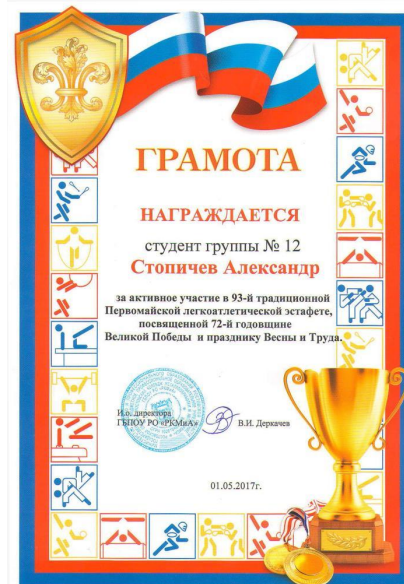 ГРАМОТА
НАГРАЖДАЕТСЯ
студент группы № 12
Стопичев Александр
за активное участие в 93-й традиционной
Первомайской легкоатлетической эстафете,
посвященной 72-й годовщине
Великой Победы и празднику Весны и Труда.
И.о. директора
ГБПОУ РО «РКМиА» В.И. Деркачев
01.05.2017г.